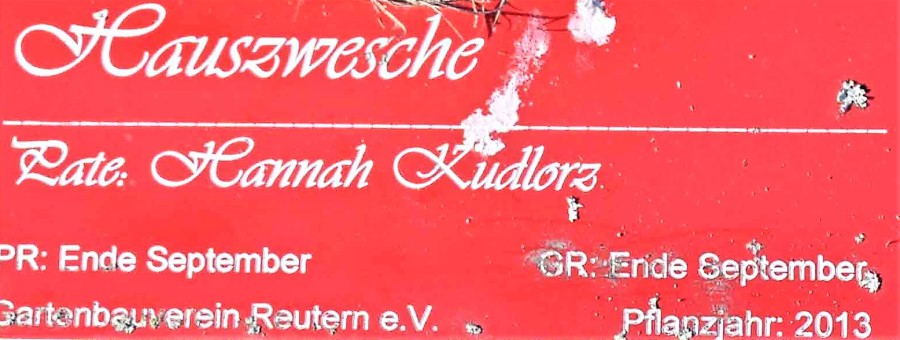 Hauszwesche
Pate: Hannah Kudlorz
PR: Ende September GR: Ende September
Gartenbauverein Reutern e.V. Pflanzjahr: 2013